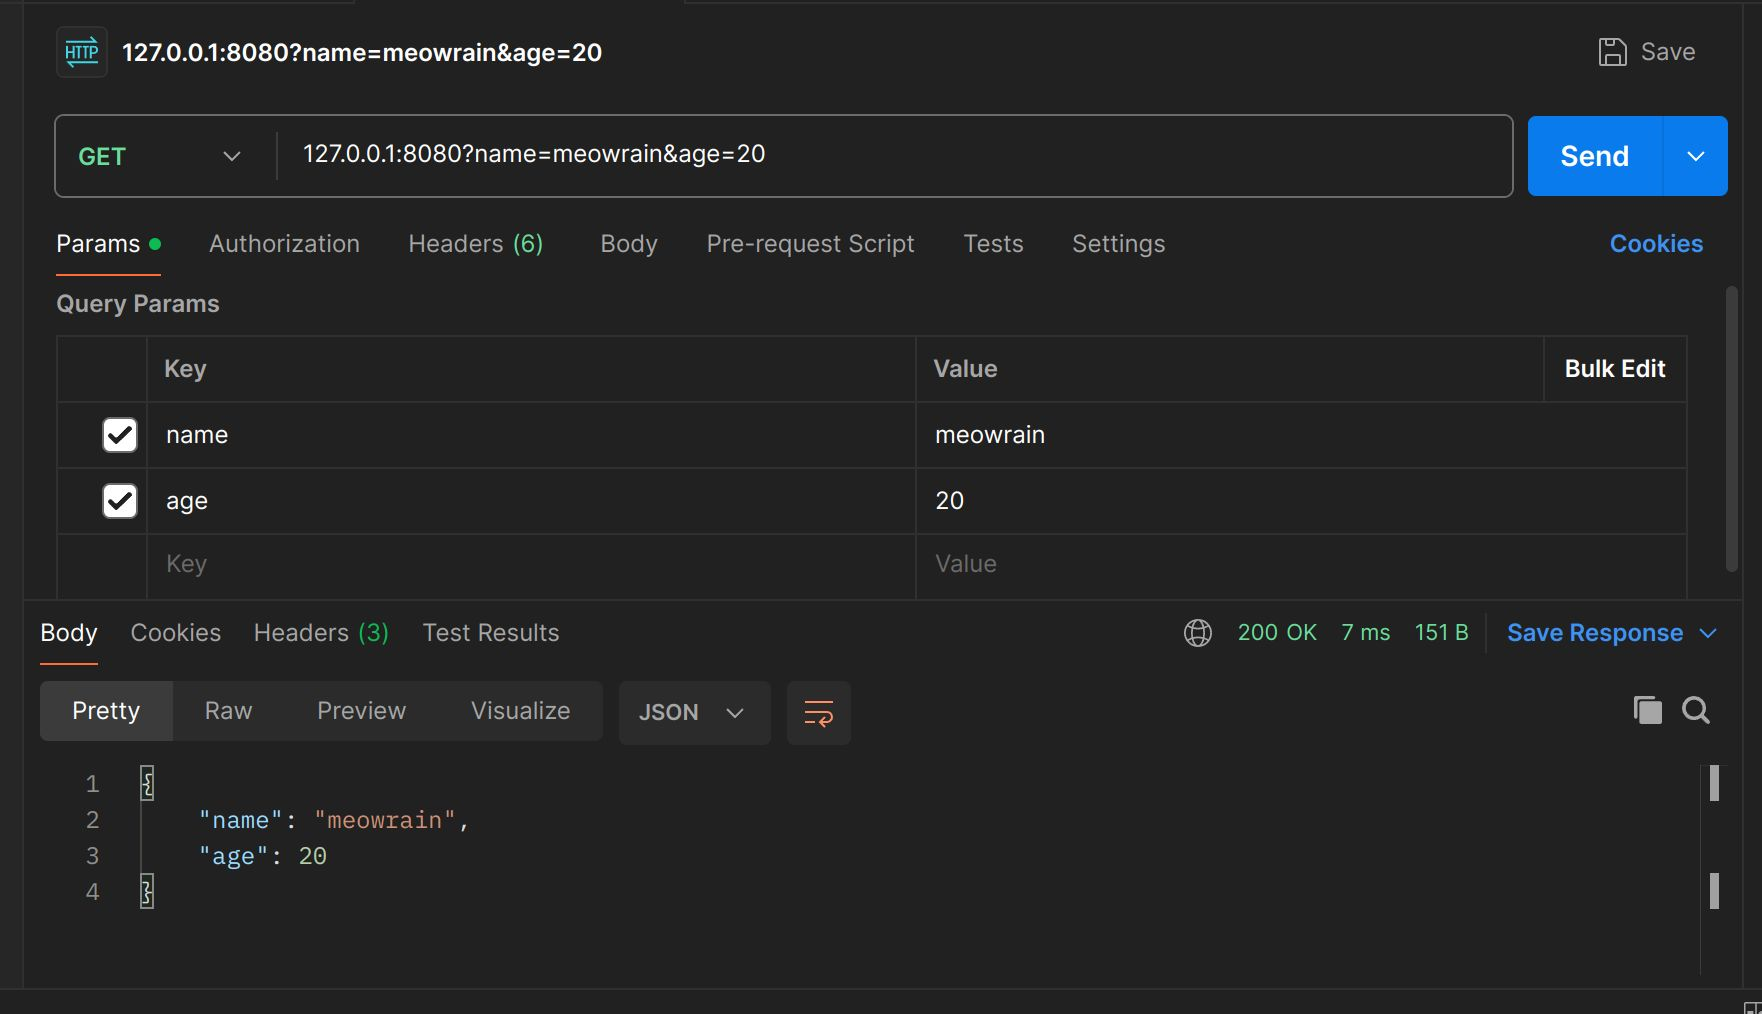 HTTP 127.0.0.1:8080?name=meowrain&age=20 Save
GET 127.0.0.1:8080?name=meowrain&age=20 Send
Params Authorization Headers (6) Body Pre-request Script Tests Settings Cookies
Query Params
Key Value Bulk Edit
name meowrain
age 20
Key Value
Body Cookies Headers (3) Test Results 200 OK 7 ms 151 B Save Response
Pretty Raw Preview Visualize JSON
1 {
2 "name": "meowrain",
3 "age": 20
4 }